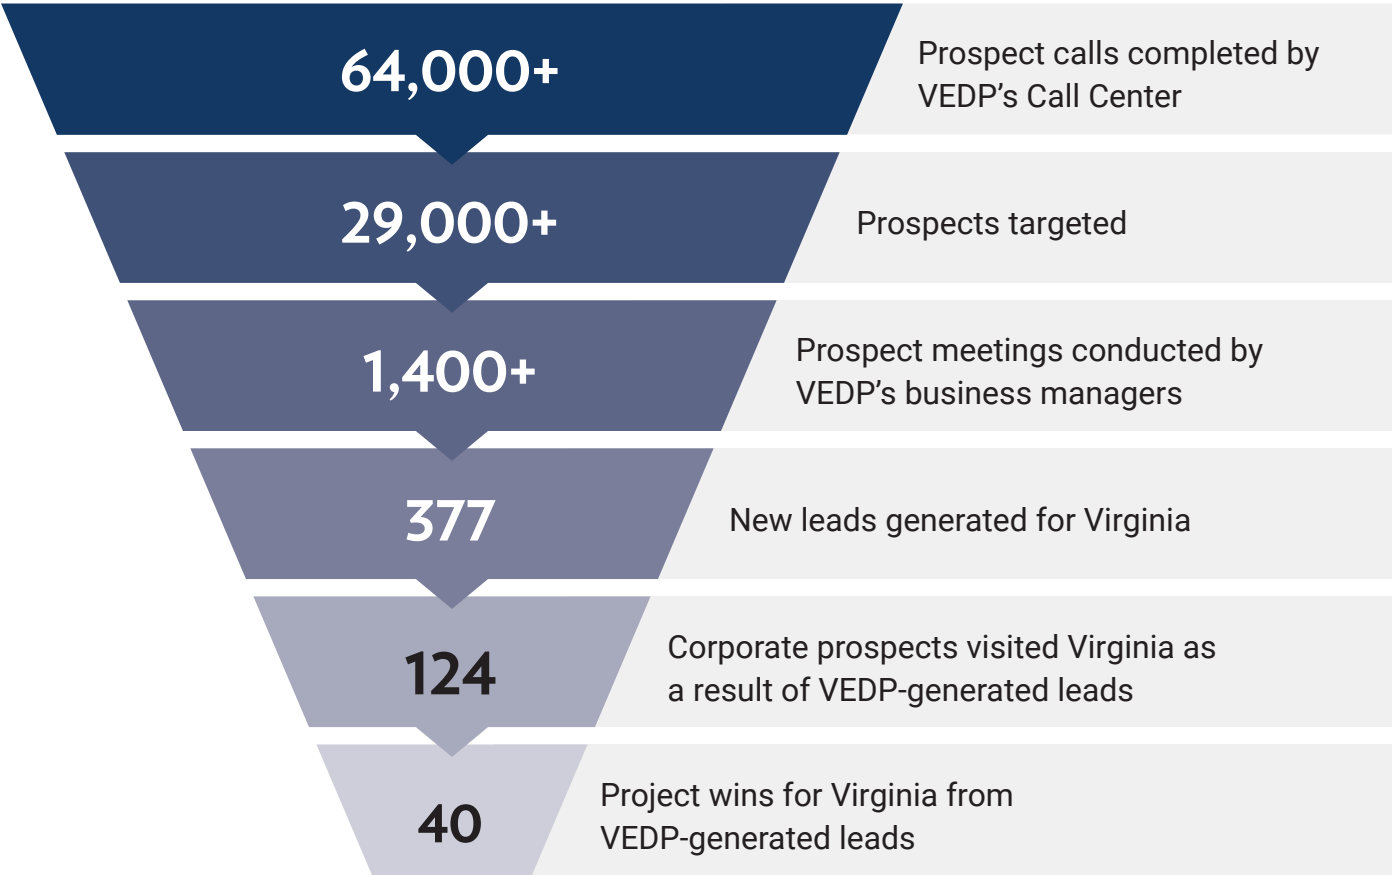 64,000+
Prospect calls completed by
VEDP’s Call Center
29,000+
Prospects targeted
1,400+
Prospect meetings conducted by
VEDP’s business managers
377
New leads generated for Virginia
124
Corporate prospects visited Virginia as
a result of VEDP-generated leads
40
Project wins for Virginia from
VEDP-generated leads